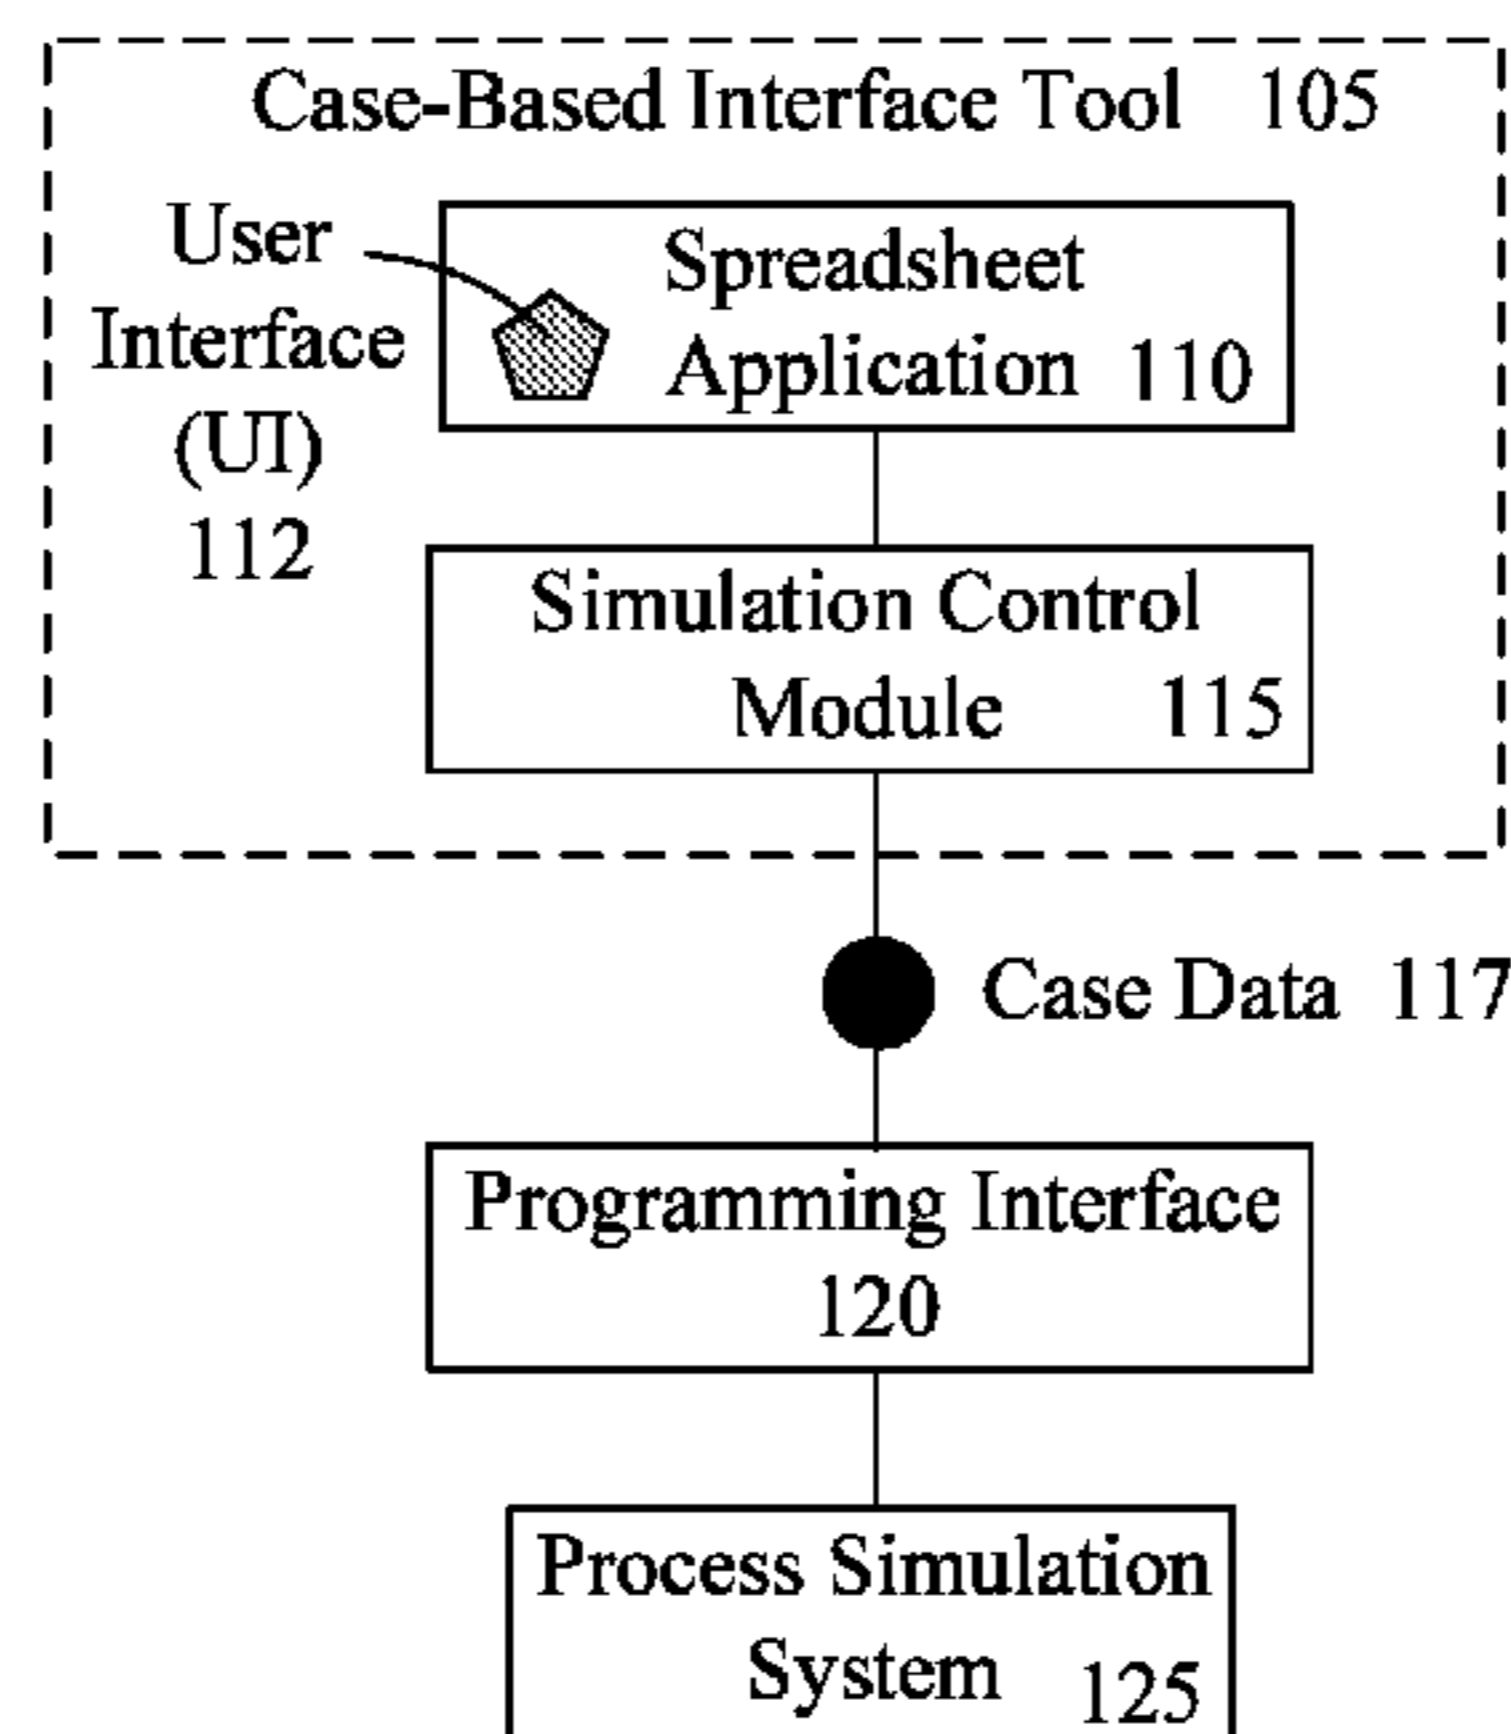 Case-Based Interface Tool 105
User
Interface
(UI)
112
Spreadsheet
Application 110
Simulation Control
Module 115
Case Data 117
Programming Interface
120
Process Simulation
System 125